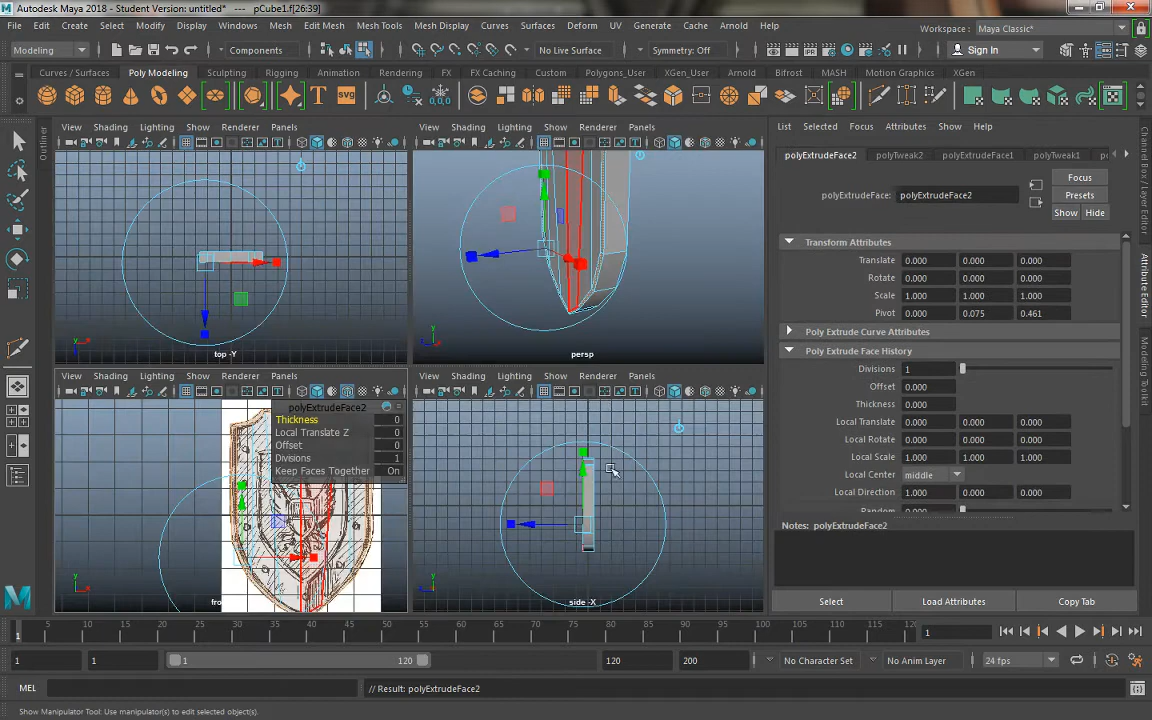 Autodesk Maya 2018 - Student Version: untitled*  ---  pCube1.f[26:39]
File Edit Create Select Modify Display Windows Mesh Edit Mesh Mesh Tools Mesh Display Curves Surfaces Deform UV Generate Cache Arnold Help
Workspace : Maya Classic*
Modeling Components No Live Surface Symmetry: Off Sign In
Curves / Surfaces Poly Modeling Sculpting Rigging Animation Rendering FX FX Caching Custom Polygons_User XGen_User Arnold Bifrost MASH Motion Graphics XGen
View Shading Lighting Show Renderer Panels
View Shading Lighting Show Renderer Panels
List Selected Focus Attributes Show Help
Outliner
top -Y
persp
View Shading Lighting Show Renderer Panels
View Shading Lighting Show Renderer Panels
polyExtrudeFace2
Thickness 0
Local Translate Z 0
Offset 0
Divisions 1
Keep Faces Together On
side -X
polyExtrudeFace2 polyTweak2 polyExtrudeFace1 polyTweak1
Focus
polyExtrudeFace: polyExtrudeFace2
Presets
Show Hide
Transform Attributes
Translate 0.000 0.000 0.000
Rotate 0.000 0.000 0.000
Scale 1.000 1.000 1.000
Pivot 0.000 0.075 0.461
Poly Extrude Curve Attributes
Poly Extrude Face History
Divisions 1
Offset 0.000
Thickness 0.000
Local Translate 0.000 0.000 0.000
Local Rotate 0.000 0.000 0.000
Local Scale 1.000 1.000 1.000
Local Center middle
Local Direction 1.000 0.000 0.000
Notes: polyExtrudeFace2
Select Load Attributes Copy Tab
Channel Box / Layer Editor
Attribute Editor
Modeling Toolkit
1 5 10 15 20 25 30 35 40 45 50 55 60 65 70 75 80 85 90 95 100 105 110 115 120 1
1 1 1 120 120 200 No Character Set No Anim Layer 24 fps
MEL // Result: polyExtrudeFace2
Show Manipulator Tool: Use manipulator(s) to edit selected object(s).